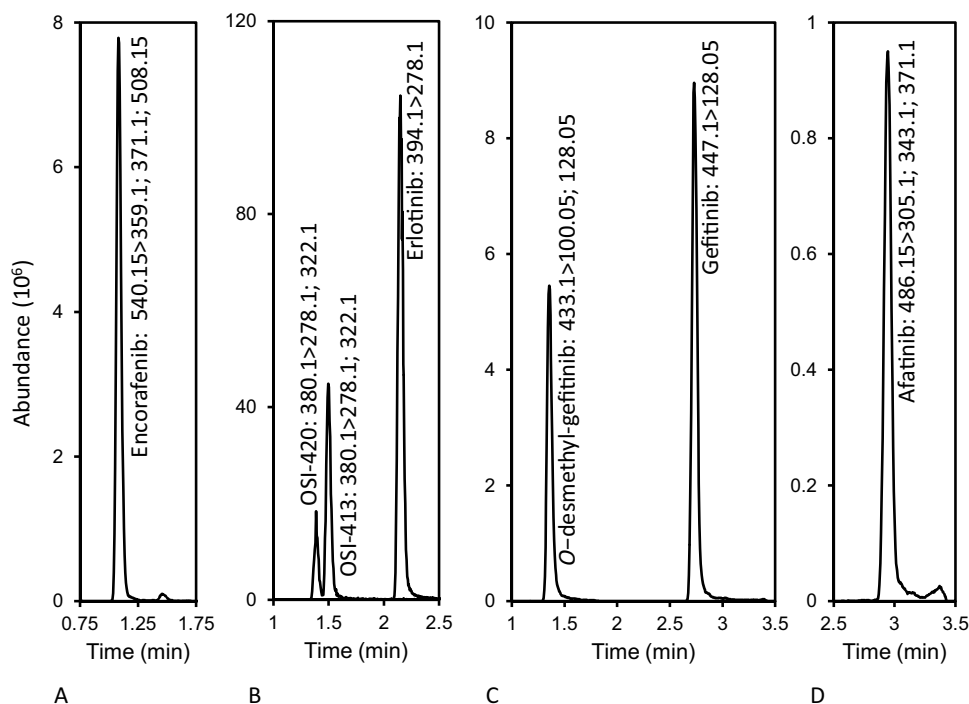 Abundance (10⁶)
8
6
4
2
0
0.75
1.25
1.75
Time (min)
Encorafenib: 540.15>359.1; 371.1; 508.15
A
120
80
40
0
1
1.5
2
2.5
Time (min)
OSI-420: 380.1>278.1; 322.1
OSI-413: 380.1>278.1; 322.1
Erlotinib: 394.1>278.1
B
10
8
6
4
2
0
1
1.5
2
2.5
3
3.5
Time (min)
O−desmethyl-gefitinib: 433.1>100.05; 128.05
Gefitinib: 447.1>128.05
C
1
0.8
0.6
0.4
0.2
0
2.5
3
3.5
Time (min)
Afatinib: 486.15>305.1; 343.1; 371.1
D